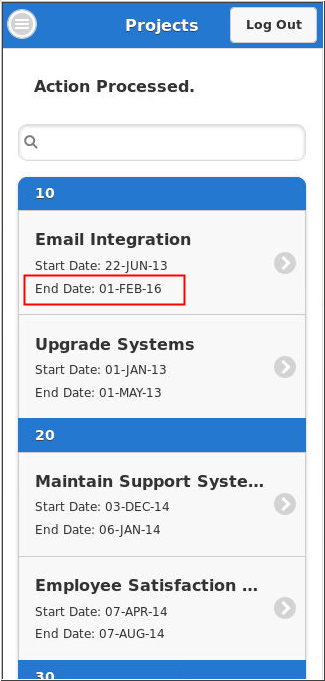 Projects
Log Out
Action Processed.
10
Email Integration
Start Date: 22-JUN-13
End Date: 01-FEB-16
Upgrade Systems
Start Date: 01-JAN-13
End Date: 01-MAY-13
20
Maintain Support Syste...
Start Date: 03-DEC-14
End Date: 06-JAN-14
Employee Satisfaction ...
Start Date: 07-APR-14
End Date: 07-AUG-14
30